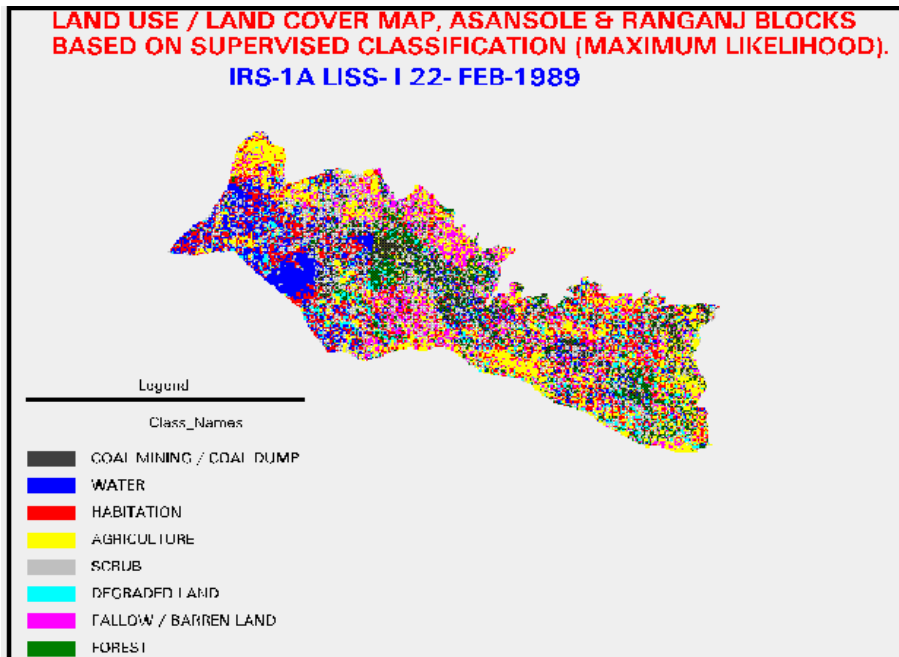 LAND USE / LAND COVER MAP, ASANSOLE & RANGANJ BLOCKS
BASED ON SUPERVISED CLASSIFICATION (MAXIMUM LIKELIHOOD).
IRS-1A LISS- I 22- FEB-1989
Legend
Class_Names
COAL MINING / COAL DUMP
WATER
HABITATION
AGRICULTURE
SCRUB
DEGRADED LAND
FALLOW / BARREN LAND
FOREST